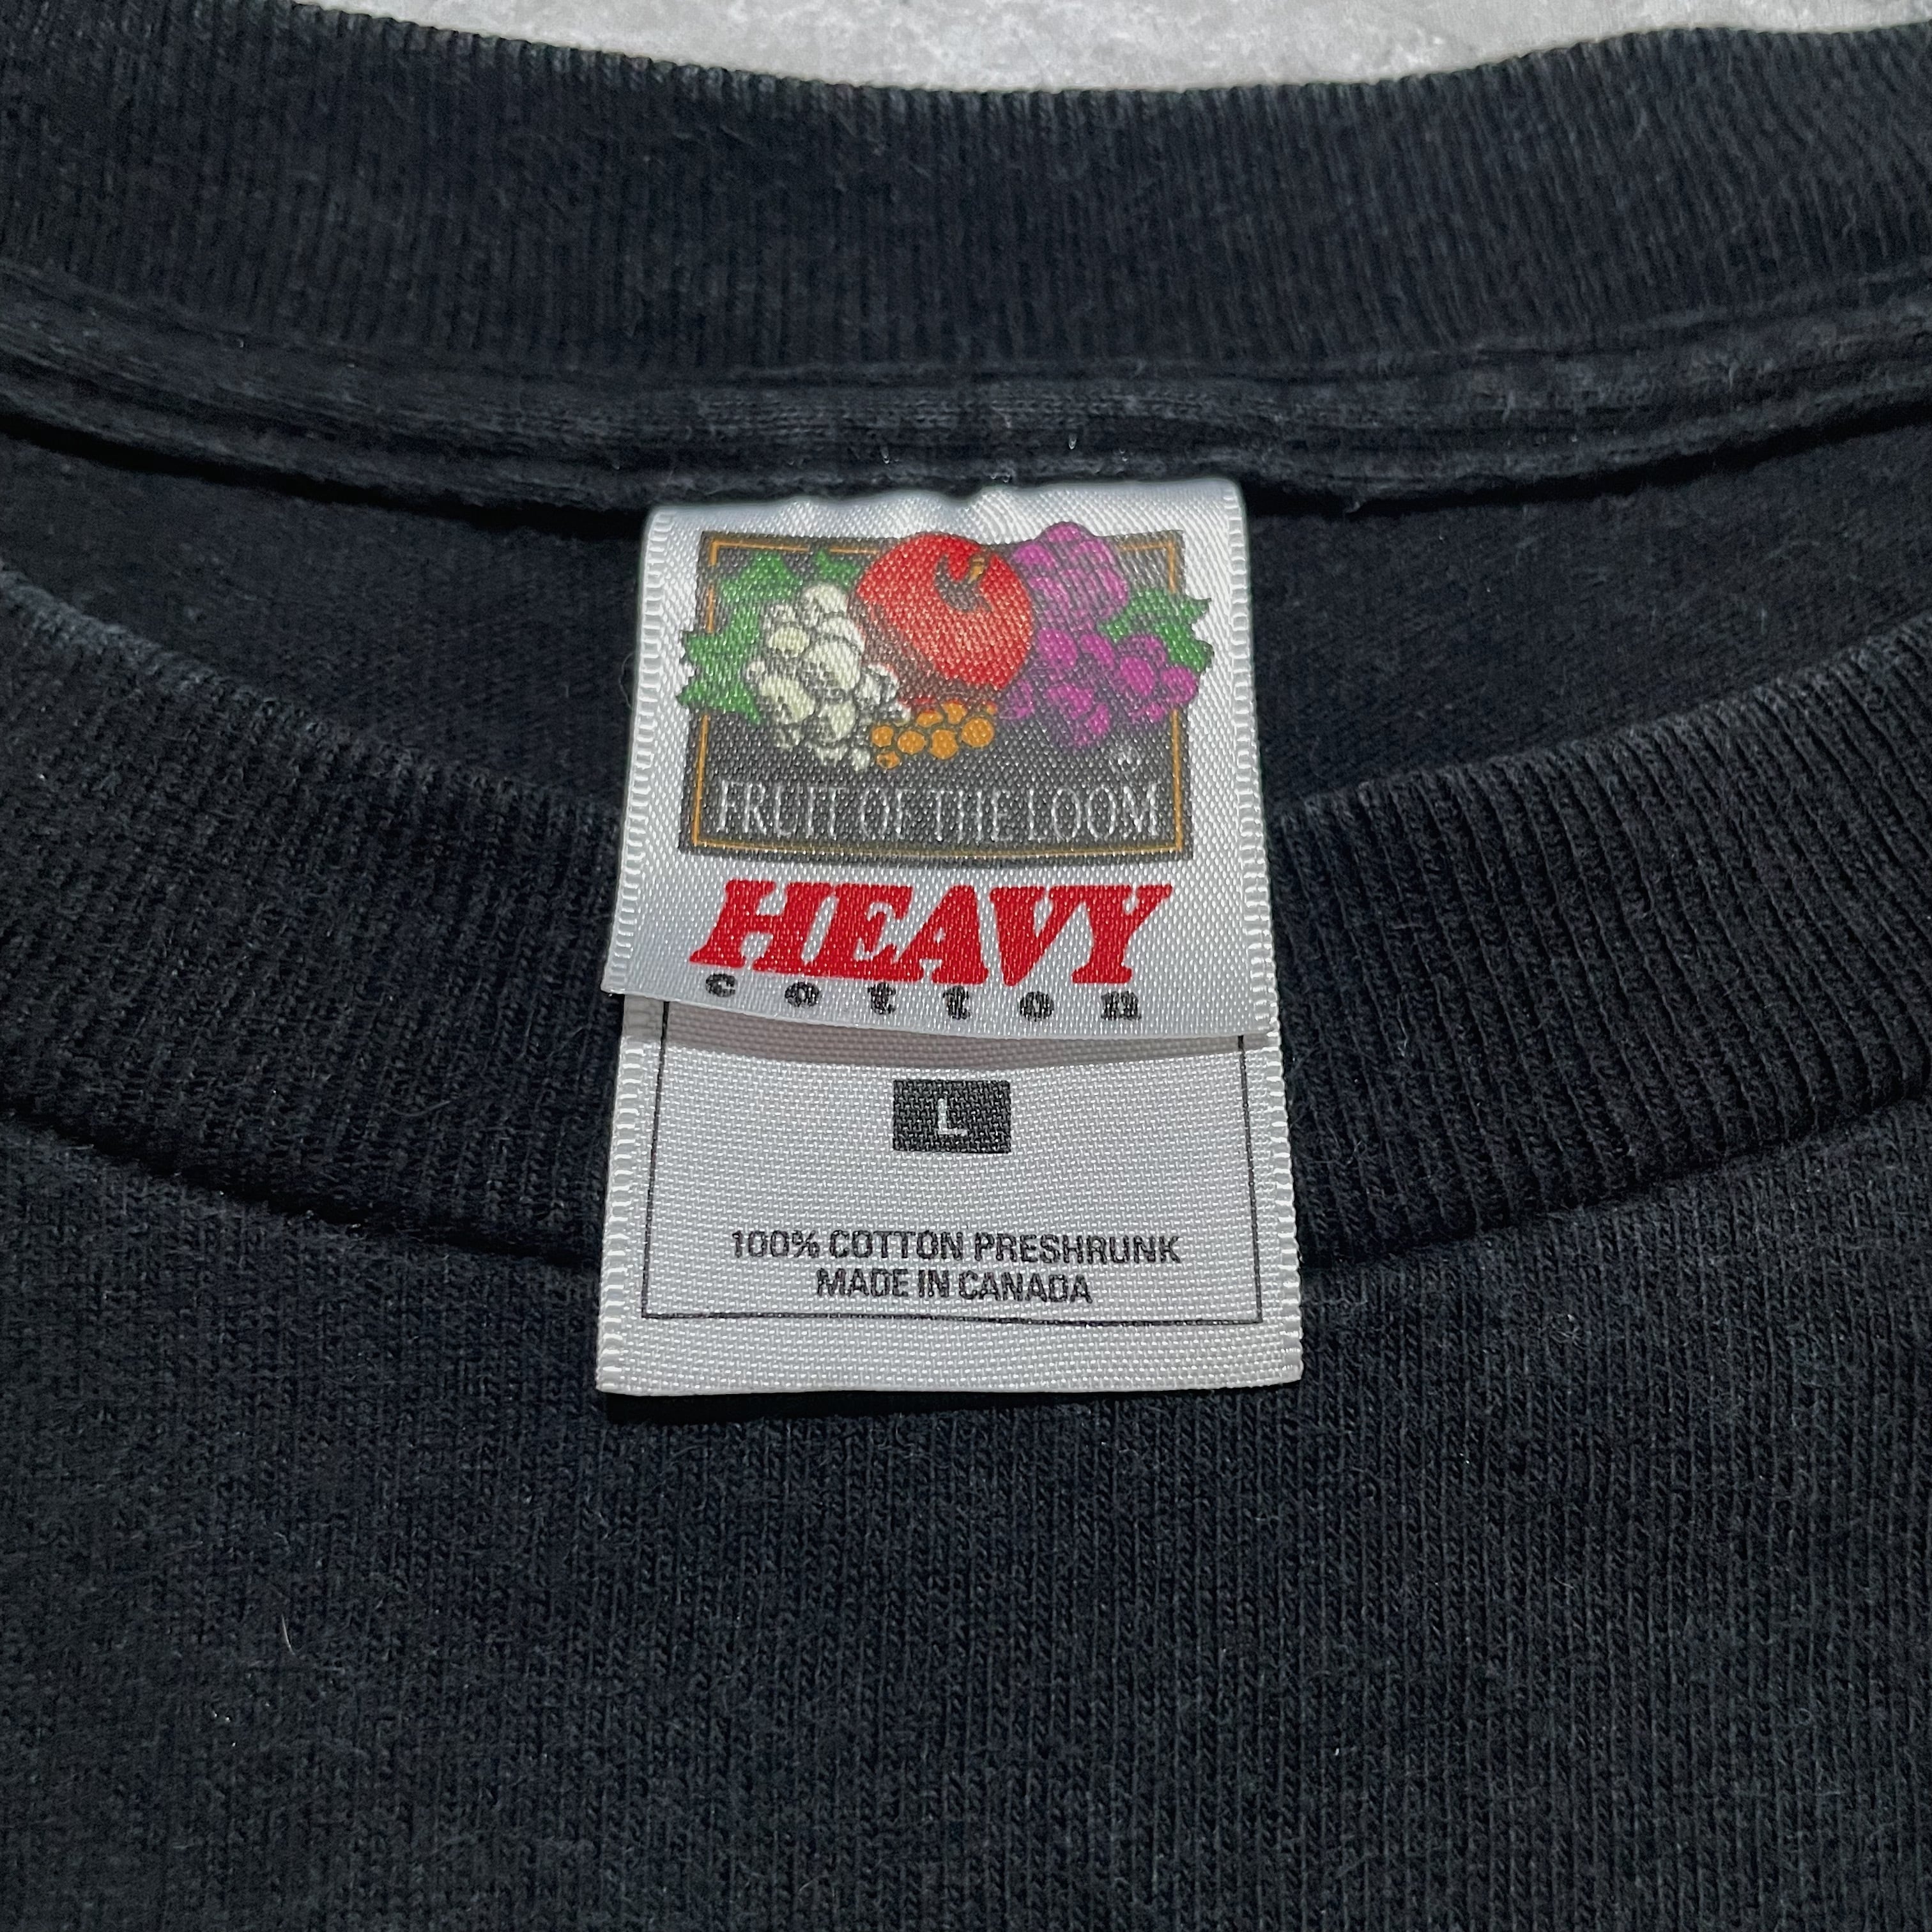 ®
FRUIT OF THE LOOM
HEAVY
cotton
L
100% COTTON PRESHRUNK
MADE IN CANADA